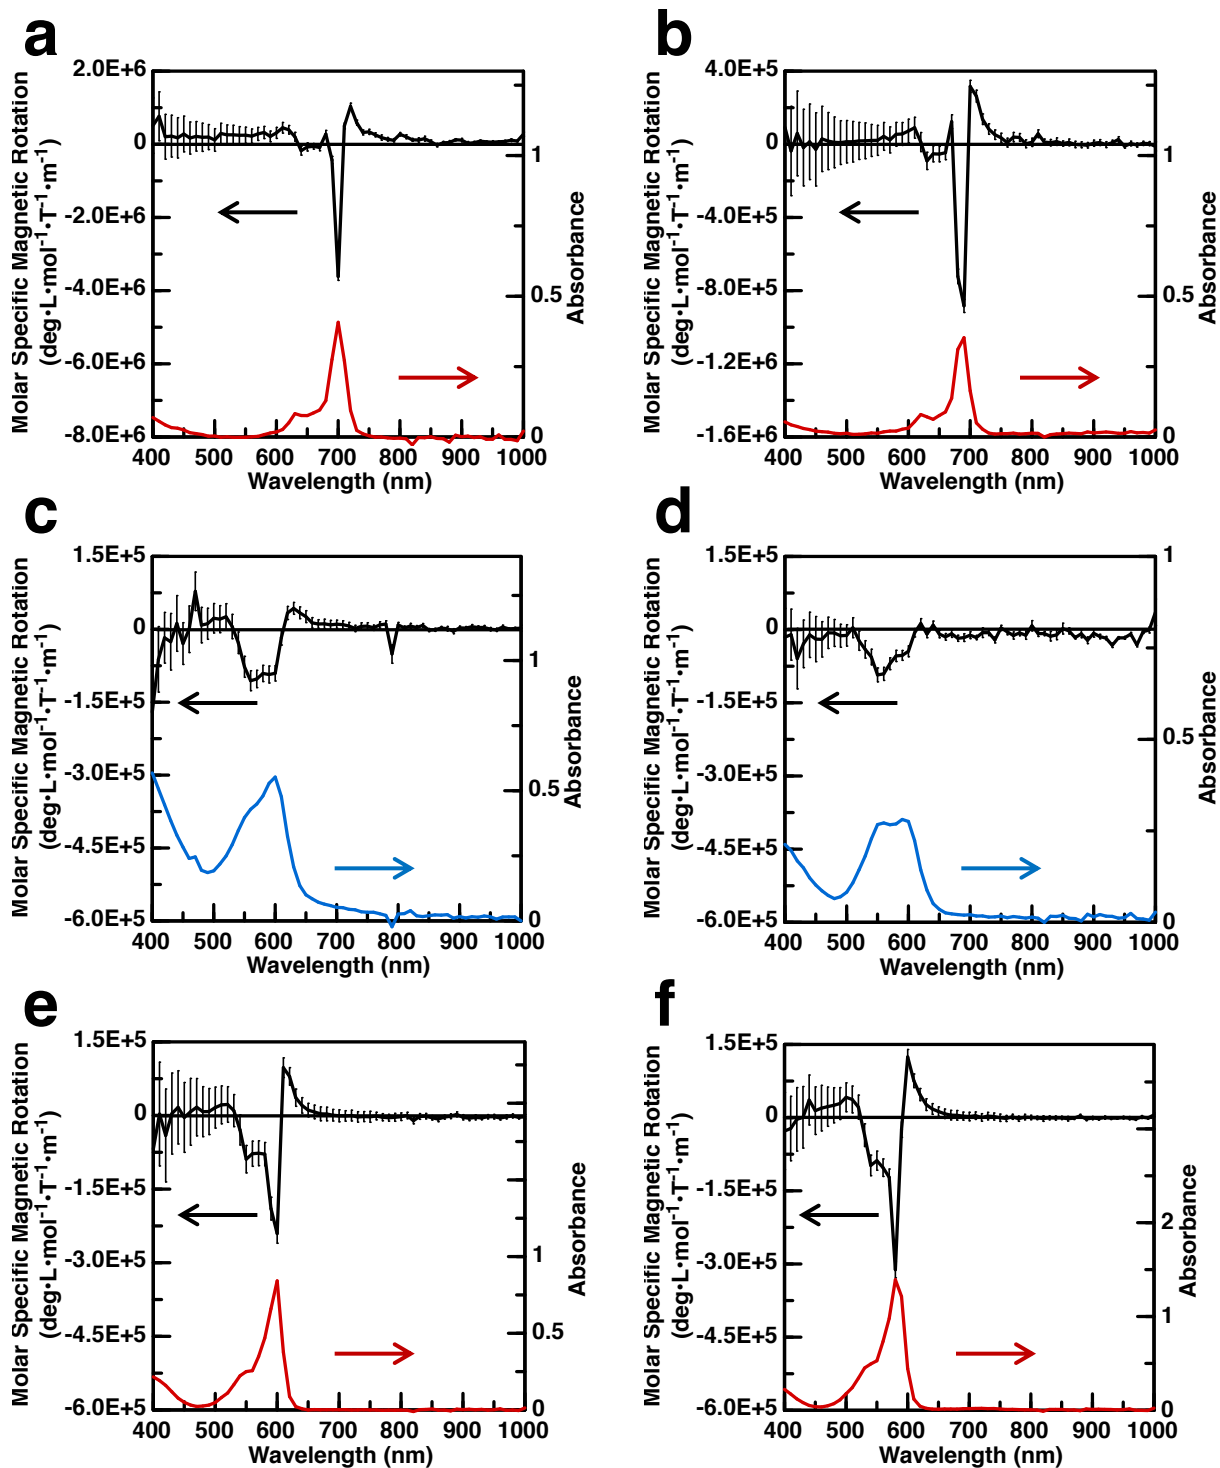 a
Molar Specific Magnetic Rotation
(deg•L•mol⁻¹•T⁻¹•m⁻¹)
2.0E+6
0
-2.0E+6
-4.0E+6
-6.0E+6
-8.0E+6
1
0.5
0
Absorbance
400 500 600 700 800 900 1000
Wavelength (nm)
b
Molar Specific Magnetic Rotation
(deg•L•mol⁻¹•T⁻¹•m⁻¹)
4.0E+5
0
-4.0E+5
-8.0E+5
-1.2E+6
-1.6E+6
1
0.5
0
Absorbance
400 500 600 700 800 900 1000
Wavelength (nm)
c
Molar Specific Magnetic Rotation
(deg•L•mol⁻¹•T⁻¹•m⁻¹)
1.5E+5
0
-1.5E+5
-3.0E+5
-4.5E+5
-6.0E+5
1
0.5
0
Absorbance
400 500 600 700 800 900 1000
Wavelength (nm)
d
Molar Specific Magnetic Rotation
(deg•L•mol⁻¹•T⁻¹•m⁻¹)
1.5E+5
0
-1.5E+5
-3.0E+5
-4.5E+5
-6.0E+5
1
0.5
0
Absorbance
400 500 600 700 800 900 1000
Wavelength (nm)
e
Molar Specific Magnetic Rotation
(deg•L•mol⁻¹•T⁻¹•m⁻¹)
1.5E+5
0
-1.5E+5
-3.0E+5
-4.5E+5
-6.0E+5
1
0.5
0
Absorbance
400 500 600 700 800 900 1000
Wavelength (nm)
f
Molar Specific Magnetic Rotation
(deg•L•mol⁻¹•T⁻¹•m⁻¹)
1.5E+5
0
-1.5E+5
-3.0E+5
-4.5E+5
-6.0E+5
2
1
0
Absorbance
400 500 600 700 800 900 1000
Wavelength (nm)